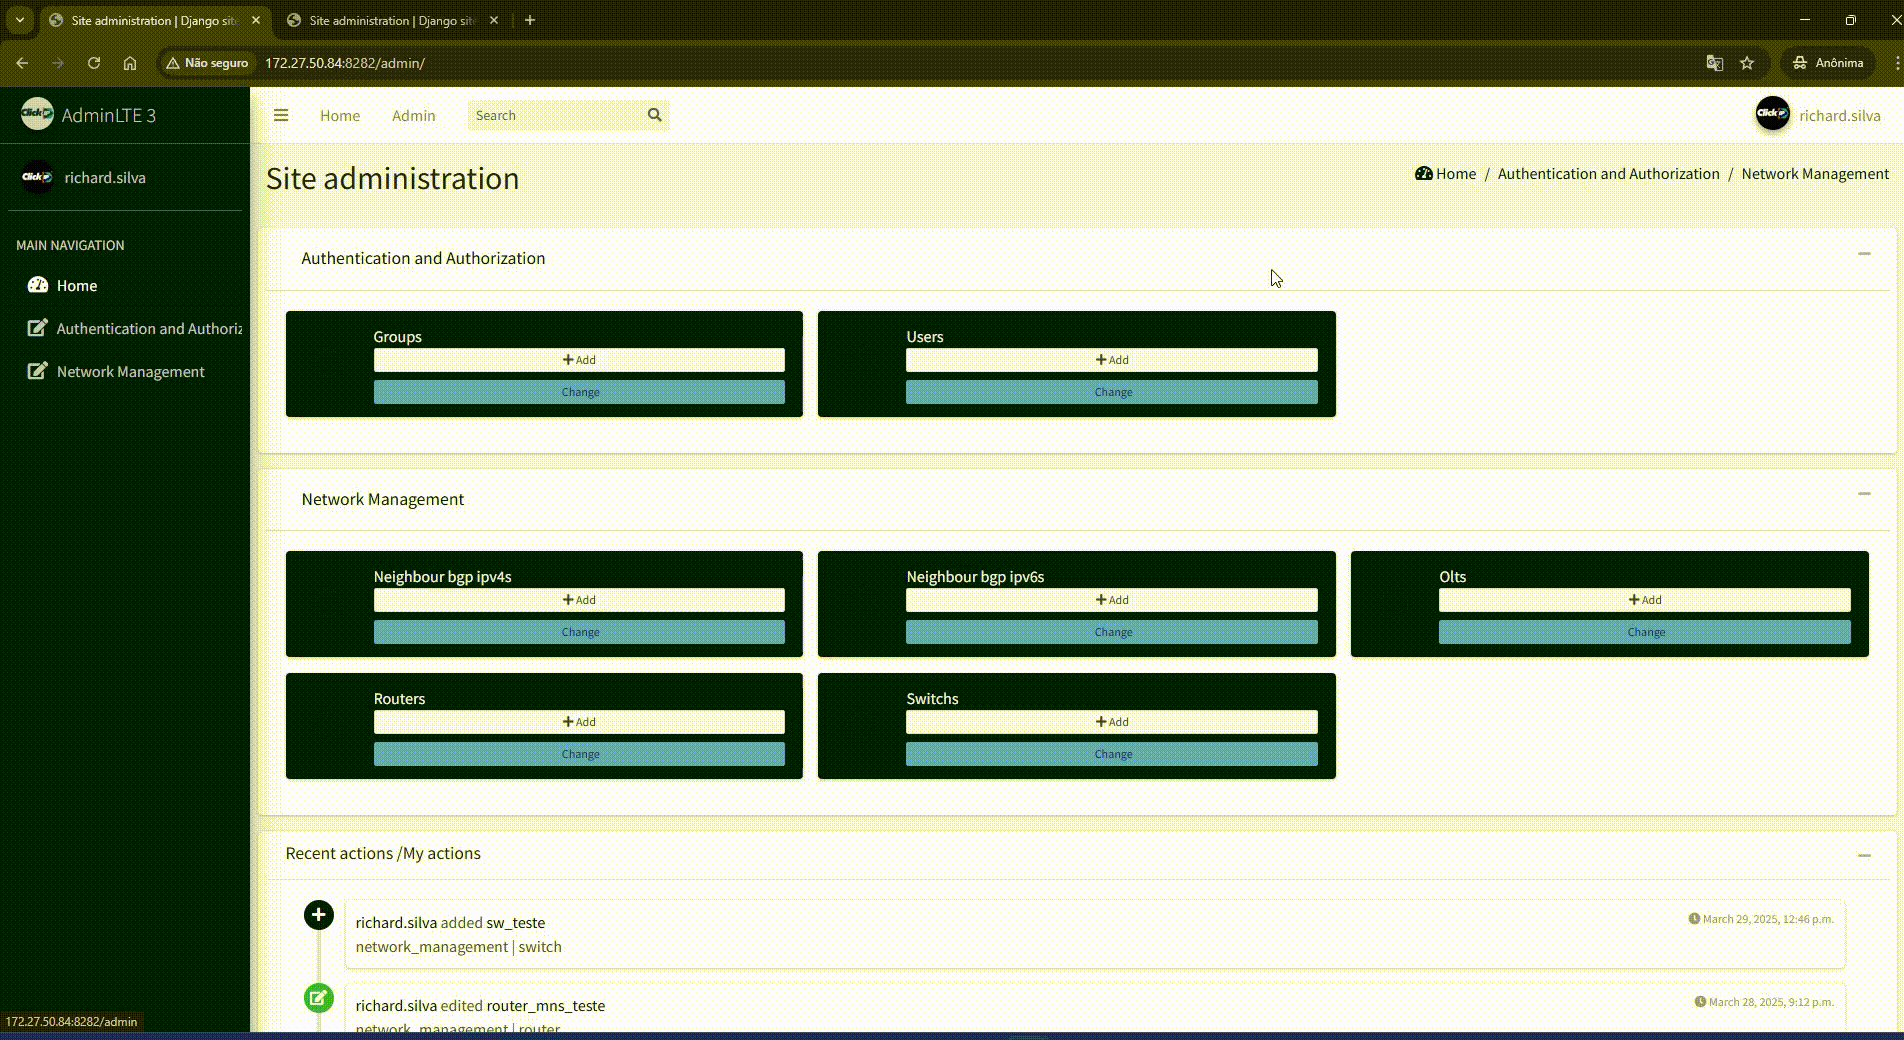 Site administration | Django sit
Site administration | Django sit
Não seguro
172.27.50.84:8282/admin/
Anônima
Click
AdminLTE 3
Home
Admin
Search
Click
richard.silva
Click
richard.silva
Site administration
Home / Authentication and Authorization / Network Management
MAIN NAVIGATION
Home
Authentication and Authoriz
Network Management
Authentication and Authorization
Groups
Add
Change
Users
Add
Change
Network Management
Neighbour bgp ipv4s
Add
Change
Neighbour bgp ipv6s
Add
Change
Olts
Add
Change
Routers
Add
Change
Switchs
Add
Change
Recent actions /My actions
richard.silva added sw_teste
March 29, 2025, 12:46 p.m.
network_management | switch
richard.silva edited router_mns_teste
March 28, 2025, 9:12 p.m.
network_management | router
172.27.50.84:8282/admin